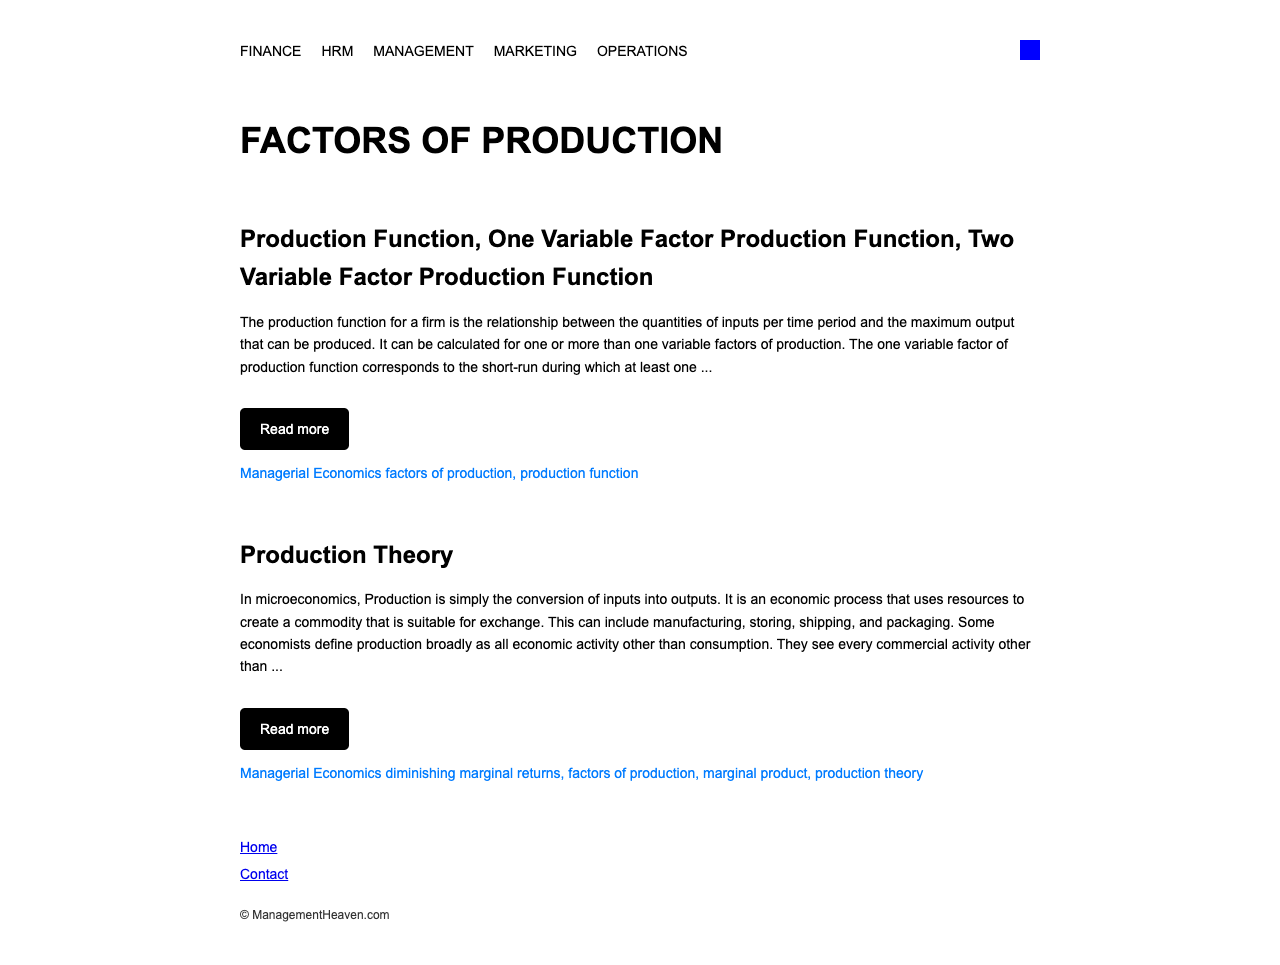 FINANCE HRM MANAGEMENT MARKETING OPERATIONS
FACTORS OF PRODUCTION
Production Function, One Variable Factor Production Function, Two
Variable Factor Production Function
The production function for a firm is the relationship between the quantities of inputs per time period and the maximum output
that can be produced. It can be calculated for one or more than one variable factors of production. The one variable factor of
production function corresponds to the short-run during which at least one ...
Read more
Managerial Economics factors of production, production function
Production Theory
In microeconomics, Production is simply the conversion of inputs into outputs. It is an economic process that uses resources to
create a commodity that is suitable for exchange. This can include manufacturing, storing, shipping, and packaging. Some
economists define production broadly as all economic activity other than consumption. They see every commercial activity other
than ...
Read more
Managerial Economics diminishing marginal returns, factors of production, marginal product, production theory
Home
Contact
© ManagementHeaven.com